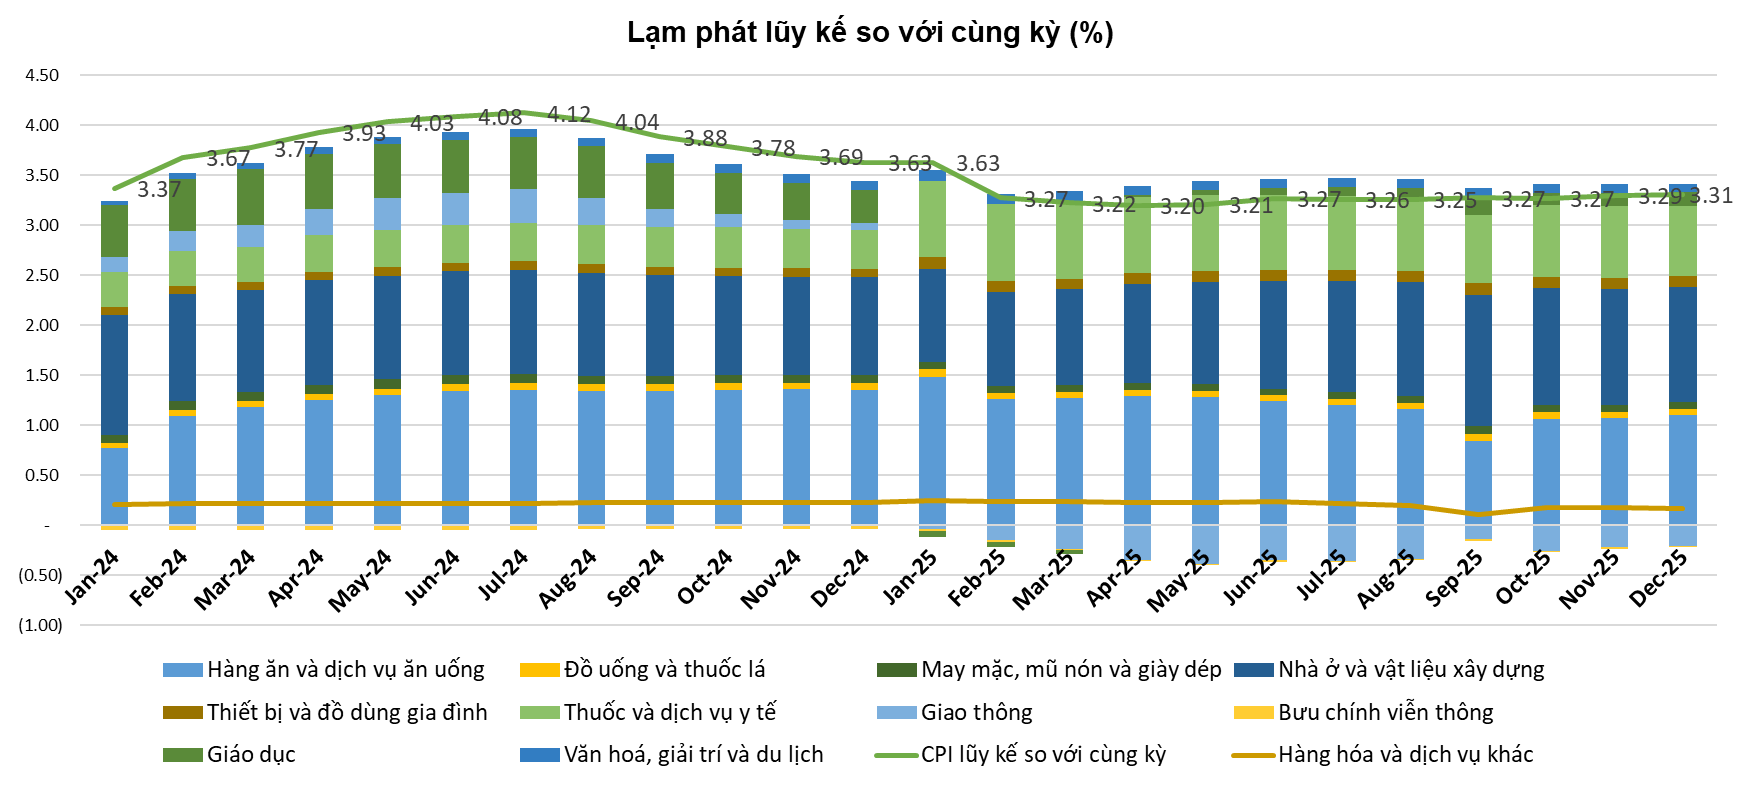 Lạm phát lũy kế so với cùng kỳ (%)
4.50
4.00
3.50
3.00
2.50
2.00
1.50
1.00
0.50
-
(0.50)
(1.00)
3.37 3.67 3.77 3.93 4.03 4.08 4.12 4.04 3.88 3.78 3.69 3.63 3.63 3.27 3.22 3.20 3.21 3.27 3.26 3.25 3.27 3.27 3.29 3.31
Jan-24 Feb-24 Mar-24 Apr-24 May-24 Jun-24 Jul-24 Aug-24 Sep-24 Oct-24 Nov-24 Dec-24 Jan-25 Feb-25 Mar-25 Apr-25 May-25 Jun-25 Jul-25 Aug-25 Sep-25 Oct-25 Nov-25 Dec-25
Hàng ăn và dịch vụ ăn uống Đồ uống và thuốc lá May mặc, mũ nón và giày dép Nhà ở và vật liệu xây dựng
Thiết bị và đồ dùng gia đình Thuốc và dịch vụ y tế Giao thông Bưu chính viễn thông
Giáo dục Văn hoá, giải trí và du lịch CPI lũy kế so với cùng kỳ Hàng hóa và dịch vụ khác